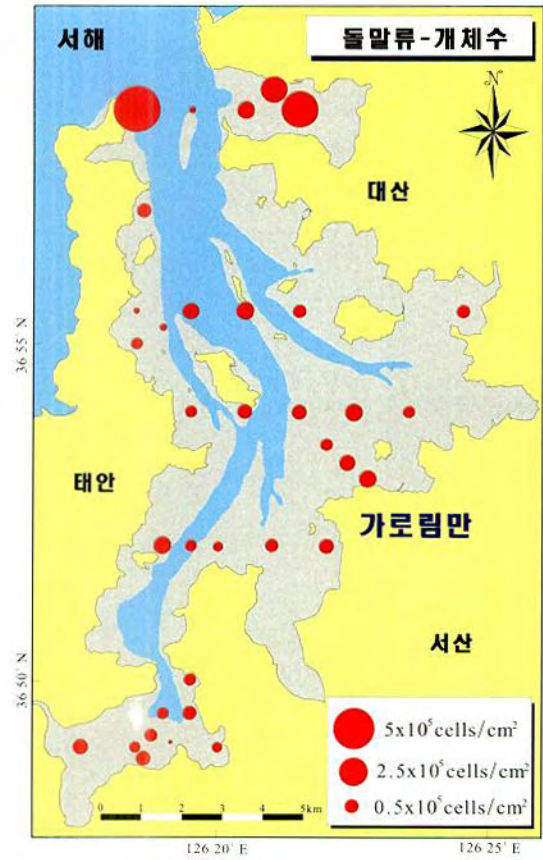 서해
돌말류-개체수
N
대산
36 55' N
태안
가로림만
서산
36 50' N
5x10⁵cells/cm²
2.5x10⁵cells/cm²
0.5x10⁵cells/cm²
0 1 2 3 4 5km
126 20' E
126 25' E